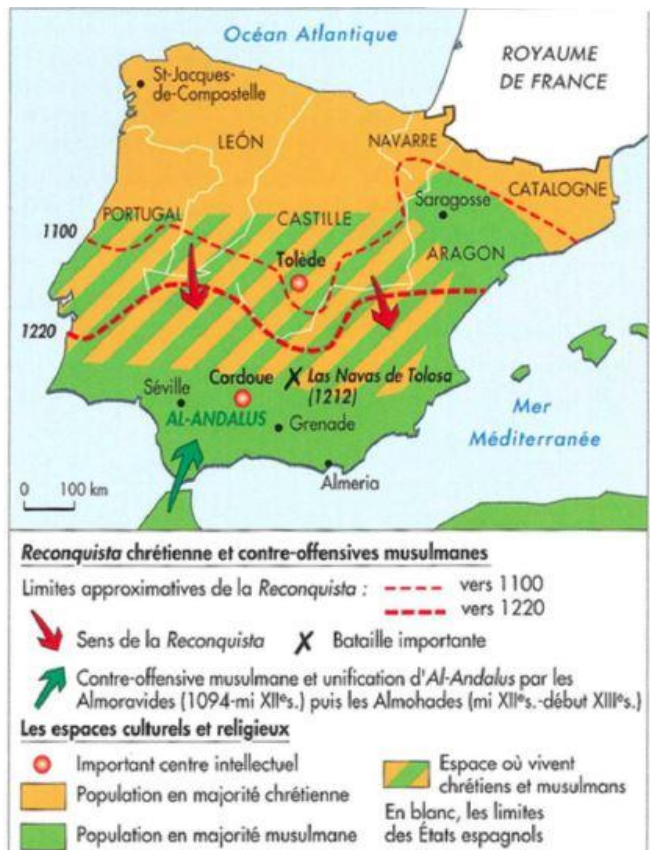 Océan Atlantique
ROYAUME
DE FRANCE
St-Jacques-
de-Compostelle
LEÓN
NAVARRE
CATALOGNE
PORTUGAL
CASTILLE
Saragosse
1100
Tolède
ARAGON
1220
Cordoue
Las Navas de Tolosa
(1212)
Séville
AL-ANDALUS
Grenade
Mer
Méditerranée
Almeria
0 100 km
Reconquista chrétienne et contre-offensives musulmanes
Limites approximatives de la Reconquista : vers 1100
vers 1220
Sens de la Reconquista
Bataille importante
Contre-offensive musulmane et unification d'Al-Andalus par les
Almoravides (1094-mi XIIᵉs.) puis les Almohades (mi XIIᵉs.-début XIIIᵉs.)
Les espaces culturels et religieux
Important centre intellectuel
Population en majorité chrétienne
Population en majorité musulmane
Espace où vivent
chrétiens et musulmans
En blanc, les limites
des États espagnols